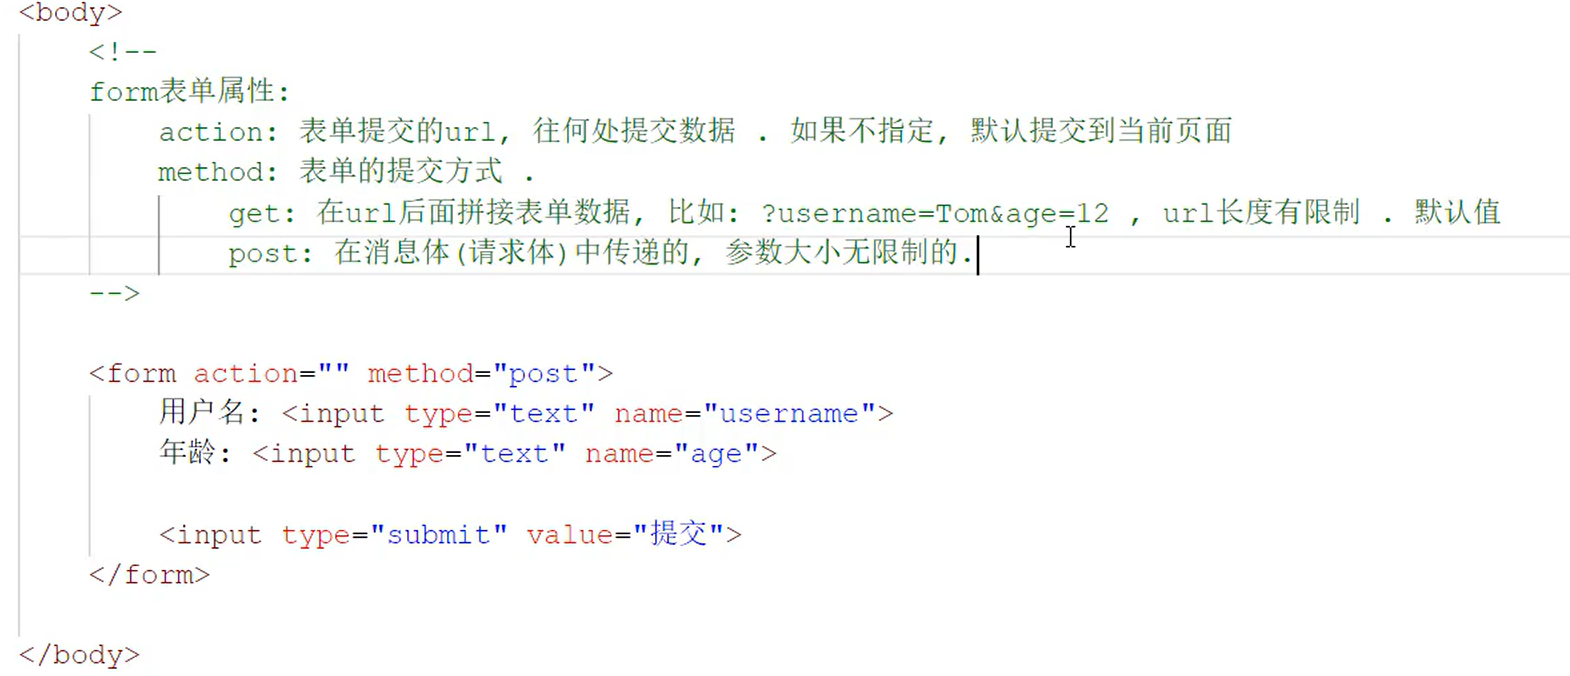 <body>
<!--
form表单属性:
action: 表单提交的url, 往何处提交数据 . 如果不指定, 默认提交到当前页面
method: 表单的提交方式 .
get: 在url后面拼接表单数据, 比如: ?username=Tom&age=12 , url长度有限制 . 默认值
post: 在消息体(请求体)中传递的, 参数大小无限制的.
-->
<form action="" method="post">
用户名: <input type="text" name="username">
年龄: <input type="text" name="age">
<input type="submit" value="提交">
</form>
</body>